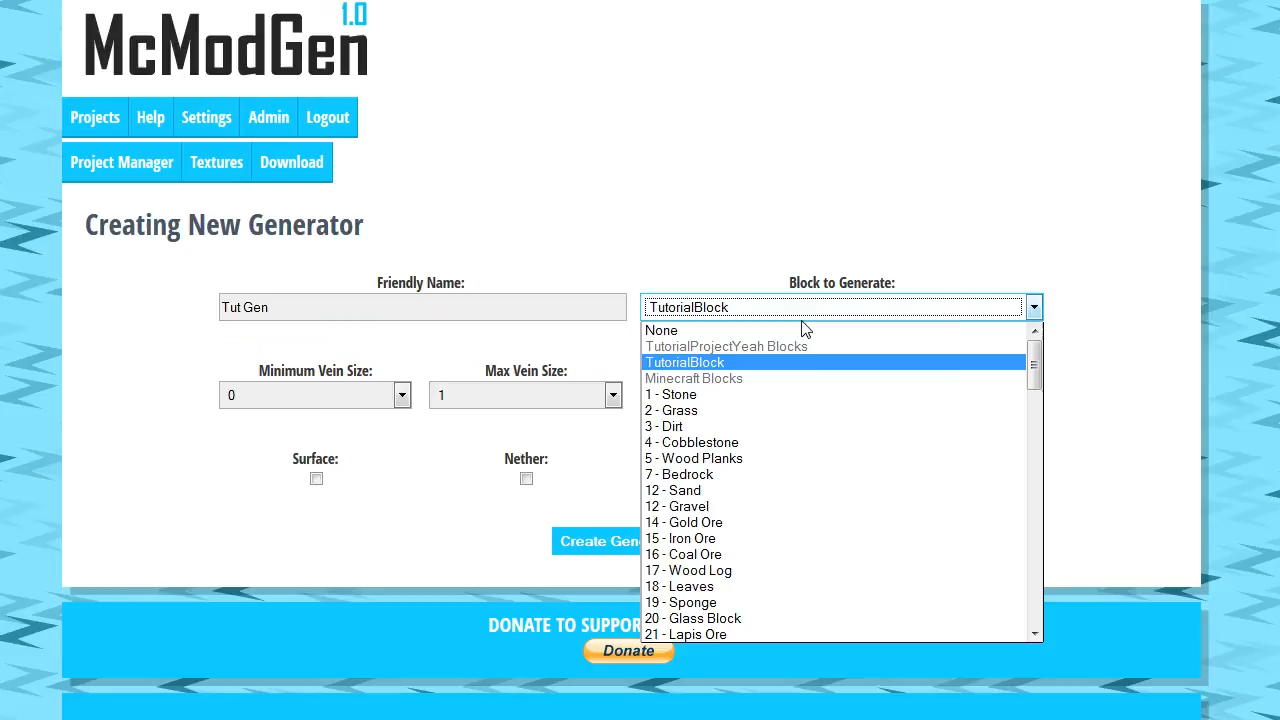 McModGen 1.0
Projects Help Settings Admin Logout
Project Manager Textures Download
Creating New Generator
Friendly Name:
Tut Gen
Block to Generate:
TutorialBlock
None
TutorialProjectYeah Blocks
TutorialBlock
Minecraft Blocks
1 - Stone
2 - Grass
3 - Dirt
4 - Cobblestone
5 - Wood Planks
7 - Bedrock
12 - Sand
12 - Gravel
14 - Gold Ore
15 - Iron Ore
16 - Coal Ore
17 - Wood Log
18 - Leaves
19 - Sponge
20 - Glass Block
21 - Lapis Ore
Minimum Vein Size:
0
Max Vein Size:
1
Surface:
Nether:
Create Gen
DONATE TO SUPPOR
Donate